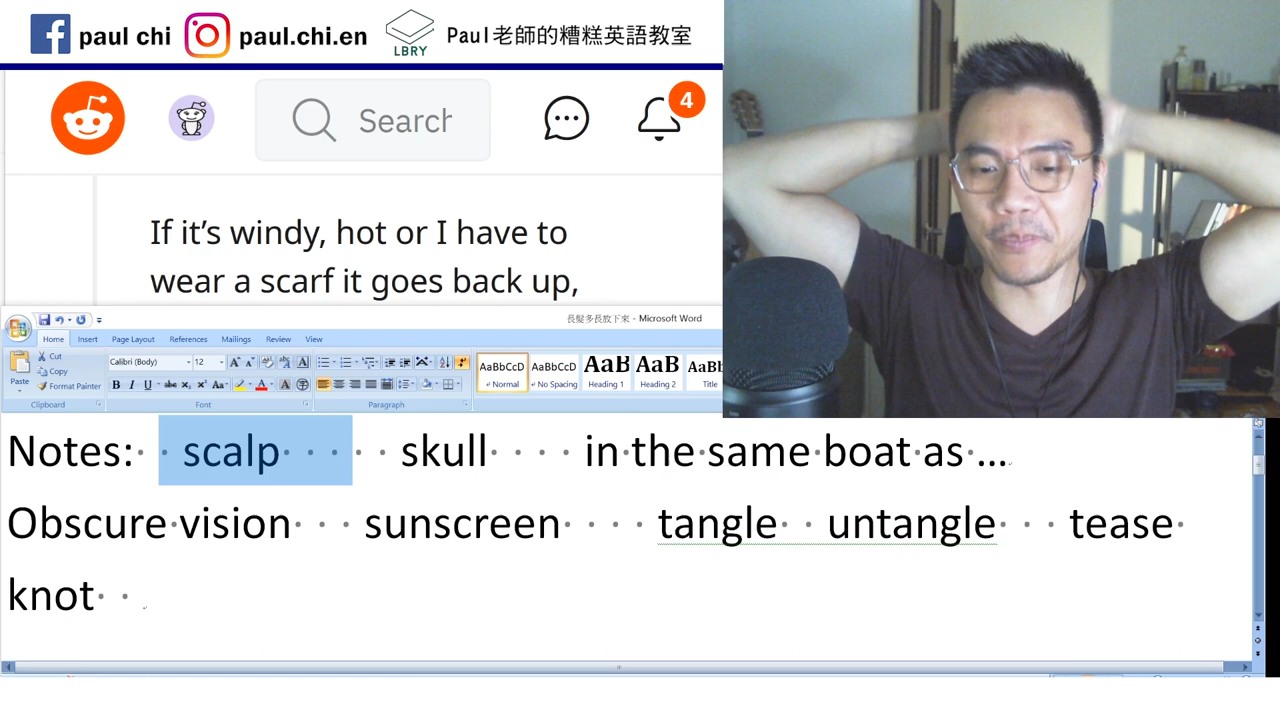 paul chi paul.chi.en LBRY Paul老師的糟糕英語教室
Search 4
If it's windy, hot or I have to
wear a scarf it goes back up,
長髮多長放下來 - Microsoft Word
Home Insert Page Layout References Mailings Review View
Paste Cut Copy Format Painter
Calibri (Body) 12
AaBbCcD AaBbCcD AaB AaB AaB
Normal No Spacing Heading 1 Heading 2 Title
Clipboard Font Paragraph
Notes: scalp skull in the same boat as ...
Obscure vision sunscreen tangle untangle tease
knot